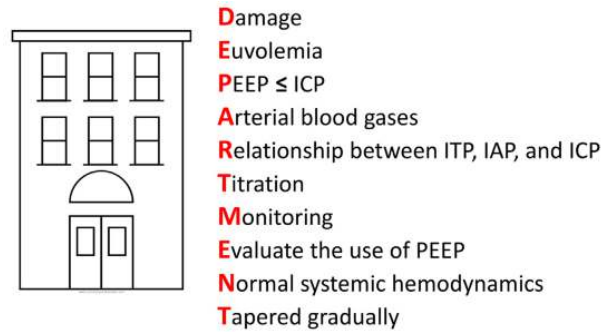 Damage
Euvolemia
PEEP ≤ ICP
Arterial blood gases
Relationship between ITP, IAP, and ICP
Titration
Monitoring
Evaluate the use of PEEP
Normal systemic hemodynamics
Tapered gradually